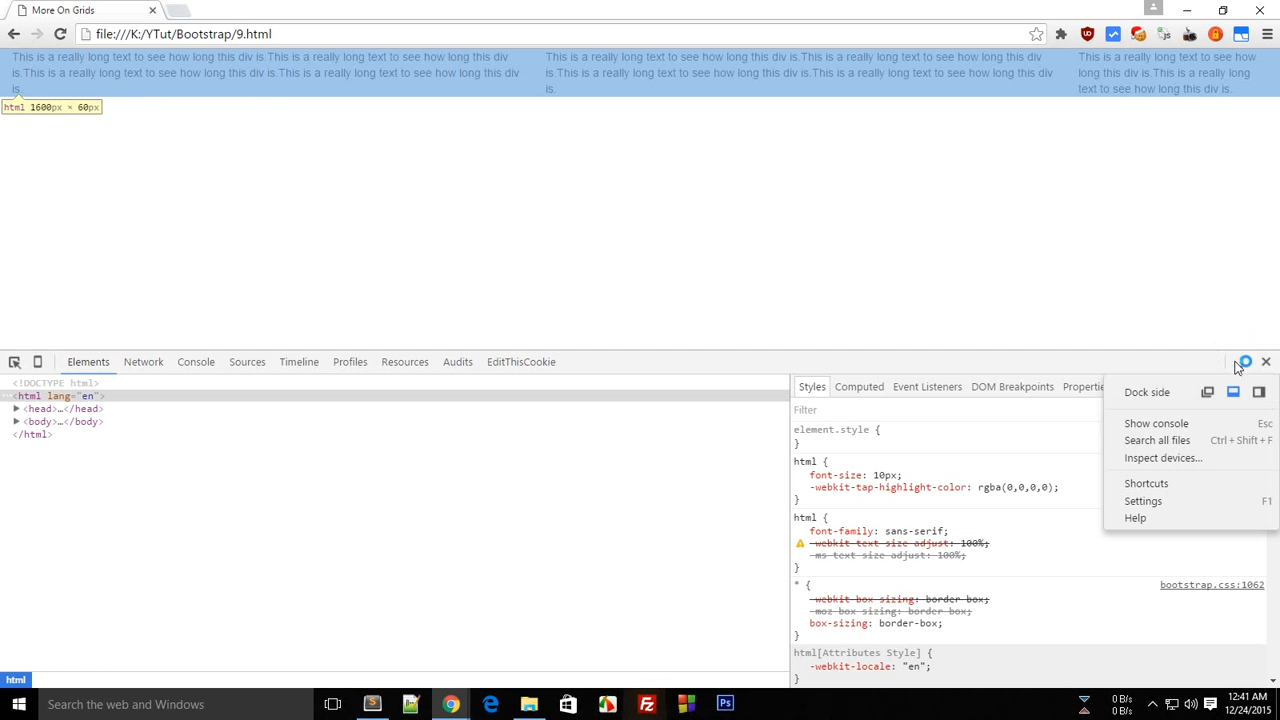 More On Grids
file:///K:/YTut/Bootstrap/9.html
This is a really long text to see how long this div is.This is a really long text to see how long this div
is.This is a really long text to see how long this div is.This is a really long text to see how long this div
is.
This is a really long text to see how long this div is.This is a really long text to see how long this div
is.This is a really long text to see how long this div is.This is a really long text to see how long this div
is.
This is a really long text to see how
long this div is.This is a really long
text to see how long this div is.
html 1600px × 60px
Elements Network Console Sources Timeline Profiles Resources Audits EditThisCookie
<!DOCTYPE html>
<html lang="en">
<head>…</head>
<body>…</body>
</html>
html
Styles Computed Event Listeners DOM Breakpoints Properties
Filter
element.style {
}
html {
font-size: 10px;
-webkit-tap-highlight-color: rgba(0,0,0,0);
}
html {
font-family: sans-serif;
-webkit-text-size-adjust: 100%;
-ms-text-size-adjust: 100%;
}
* { bootstrap.css:1062
-webkit-box-sizing: border-box;
-moz-box-sizing: border-box;
box-sizing: border-box;
}
html[Attributes Style] {
-webkit-locale: "en";
}
Dock side
Show console Esc
Search all files Ctrl + Shift + F
Inspect devices...
Shortcuts
Settings F1
Help
Search the web and Windows
0 B/s
0 B/s
12:41 AM
12/24/2015